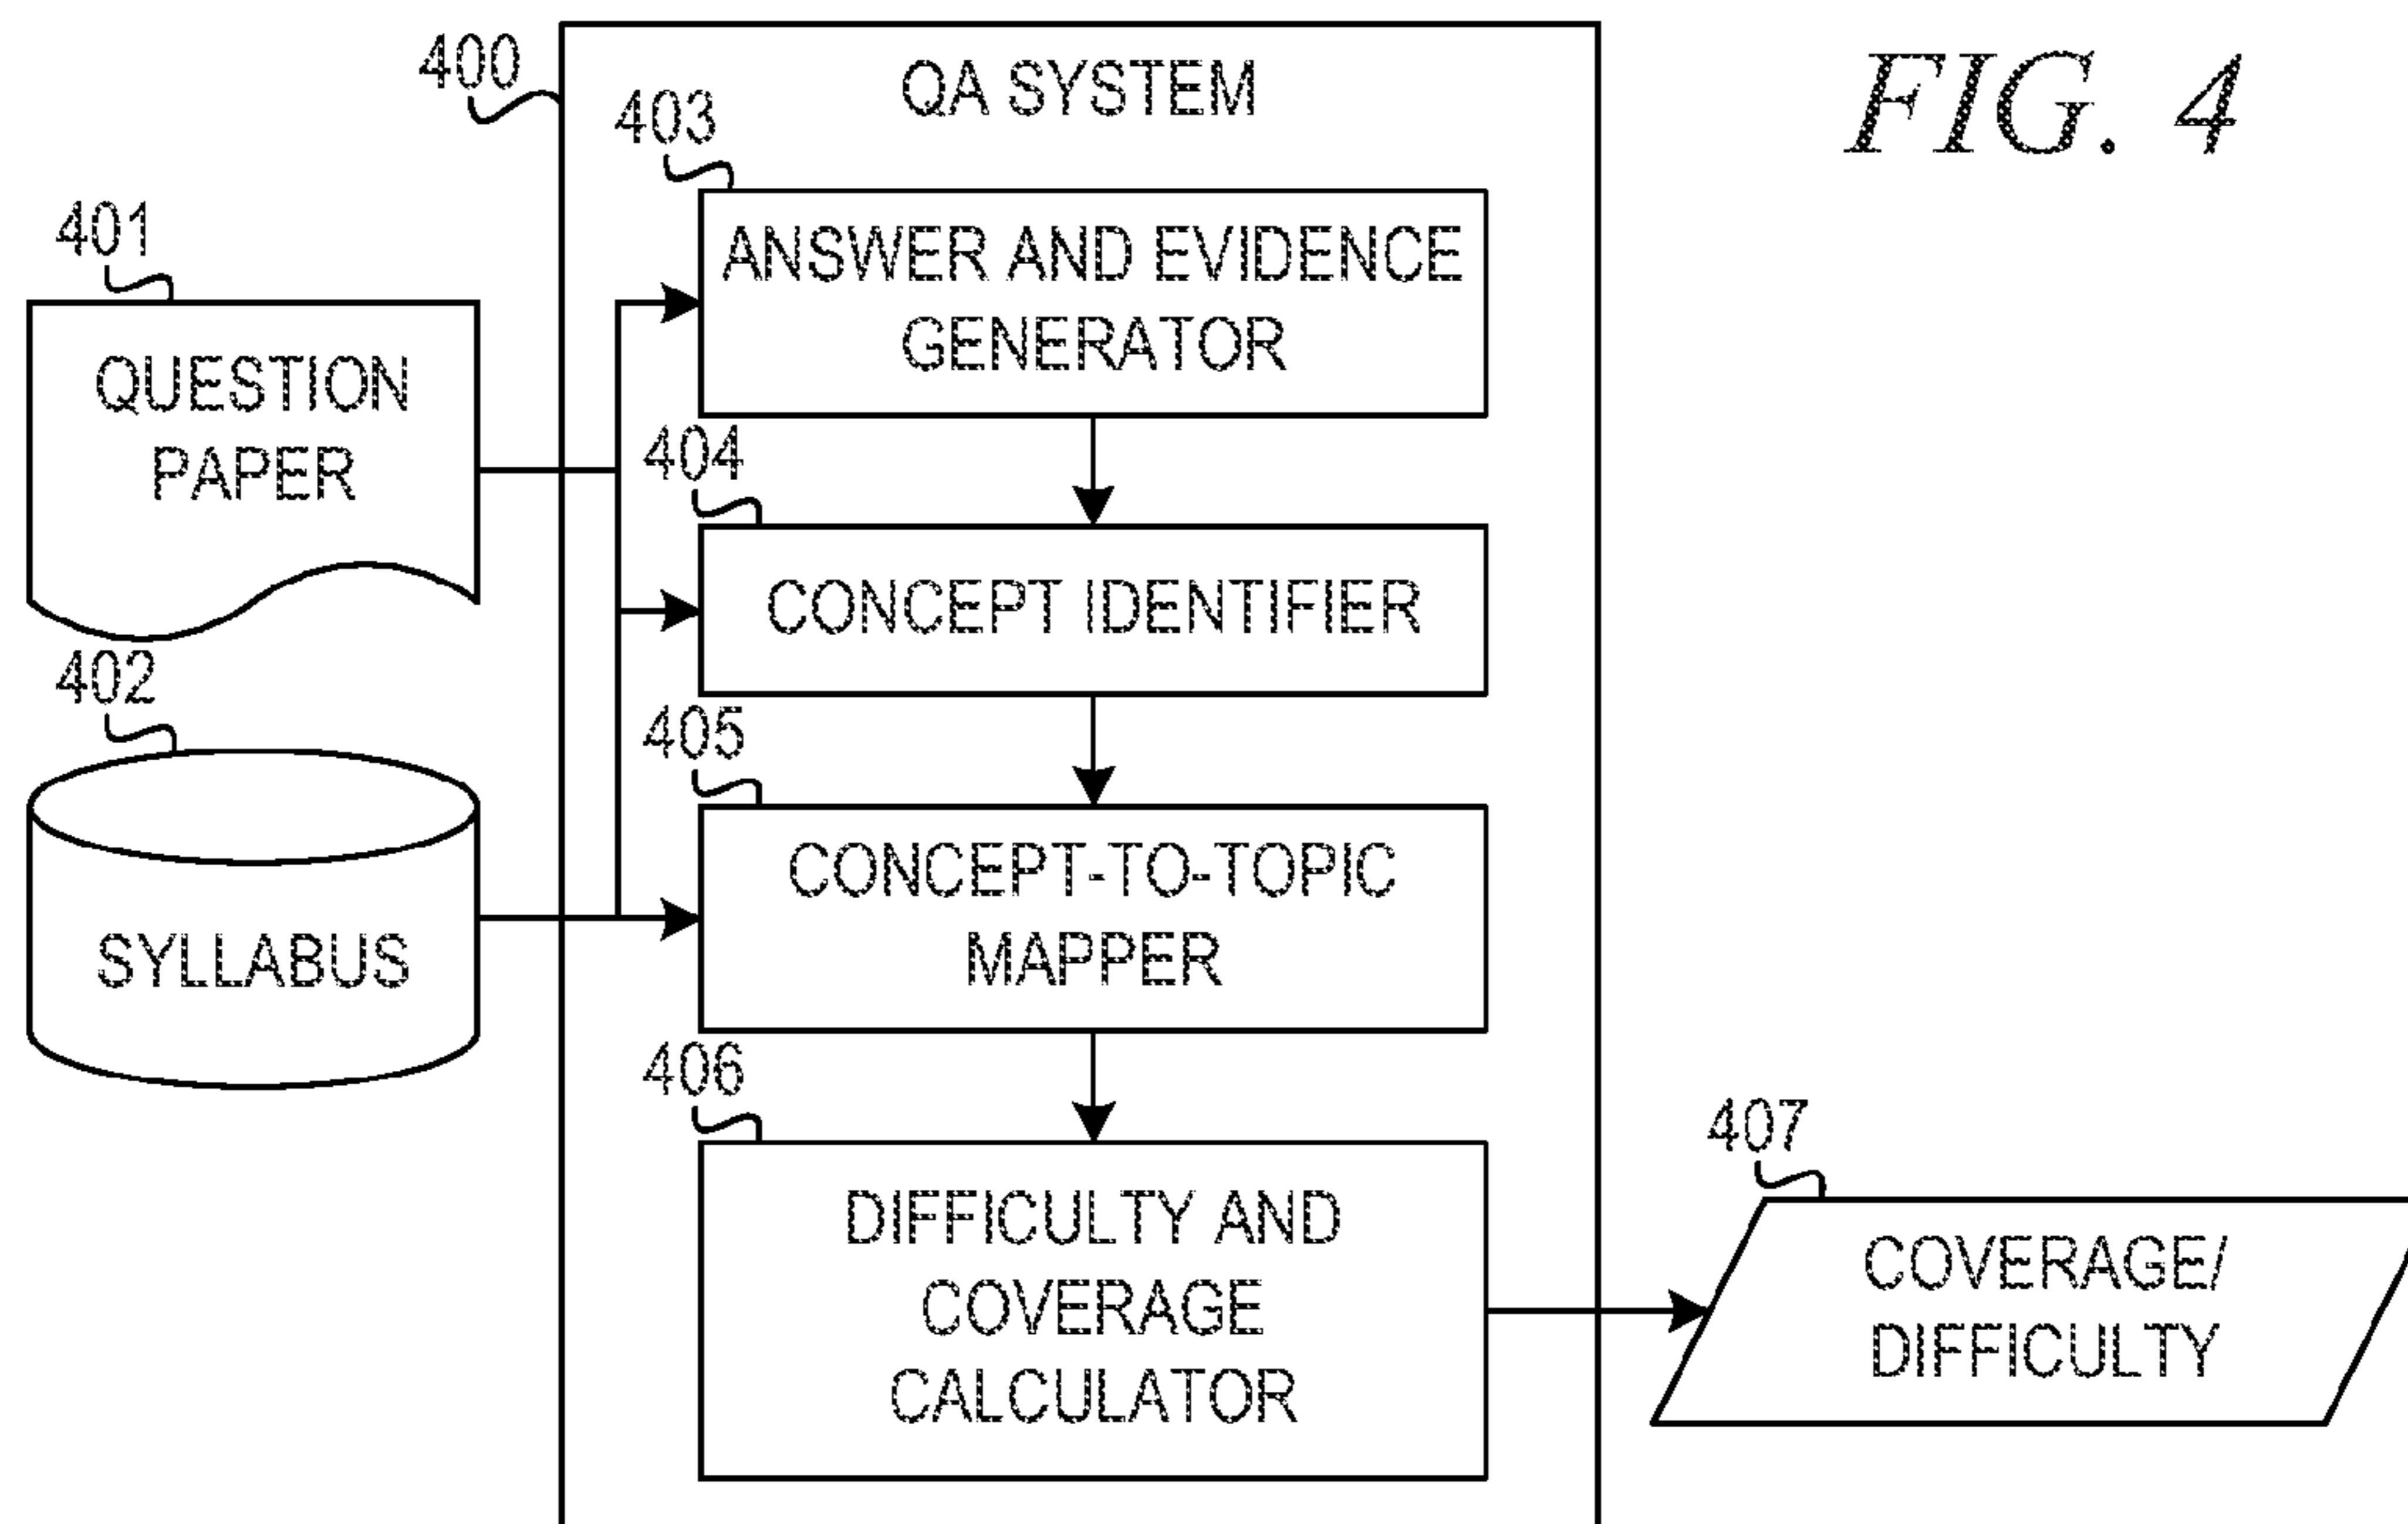 FIG. 4
400
QA SYSTEM
403
ANSWER AND EVIDENCE
GENERATOR
401
QUESTION
PAPER
404
CONCEPT IDENTIFIER
402
SYLLABUS
405
CONCEPT-TO-TOPIC
MAPPER
406
DIFFICULTY AND
COVERAGE
CALCULATOR
407
COVERAGE/
DIFFICULTY